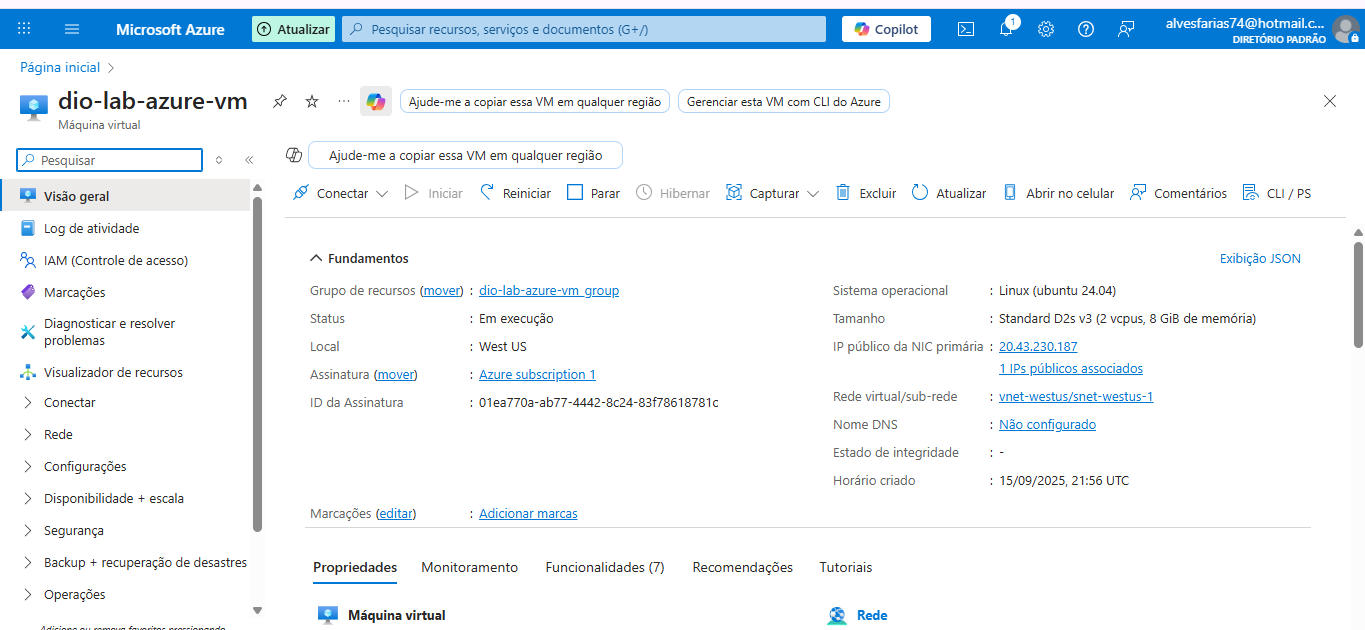 Microsoft Azure
Atualizar
Pesquisar recursos, serviços e documentos (G+/)
Copilot
1
alvesfarias74@hotmail.c...
DIRETÓRIO PADRÃO
Página inicial
dio-lab-azure-vm
Máquina virtual
Ajude-me a copiar essa VM em qualquer região
Gerenciar esta VM com CLI do Azure
Pesquisar
Visão geral
Log de atividade
IAM (Controle de acesso)
Marcações
Diagnosticar e resolver
problemas
Visualizador de recursos
Conectar
Rede
Configurações
Disponibilidade + escala
Segurança
Backup + recuperação de desastres
Operações
Adicione ou remova favoritos pressionando
Ajude-me a copiar essa VM em qualquer região
Conectar Iniciar Reiniciar Parar Hibernar Capturar Excluir Atualizar Abrir no celular Comentários CLI / PS
Fundamentos
Exibição JSON
Grupo de recursos (mover) : dio-lab-azure-vm_group
Status : Em execução
Local : West US
Assinatura (mover) : Azure subscription 1
ID da Assinatura : 01ea770a-ab77-4442-8c24-83f78618781c
Sistema operacional : Linux (ubuntu 24.04)
Tamanho : Standard D2s v3 (2 vcpus, 8 GiB de memória)
IP público da NIC primária : 20.43.230.187
1 IPs públicos associados
Rede virtual/sub-rede : vnet-westus/snet-westus-1
Nome DNS : Não configurado
Estado de integridade : -
Horário criado : 15/09/2025, 21:56 UTC
Marcações (editar) : Adicionar marcas
Propriedades Monitoramento Funcionalidades (7) Recomendações Tutoriais
Máquina virtual
Rede